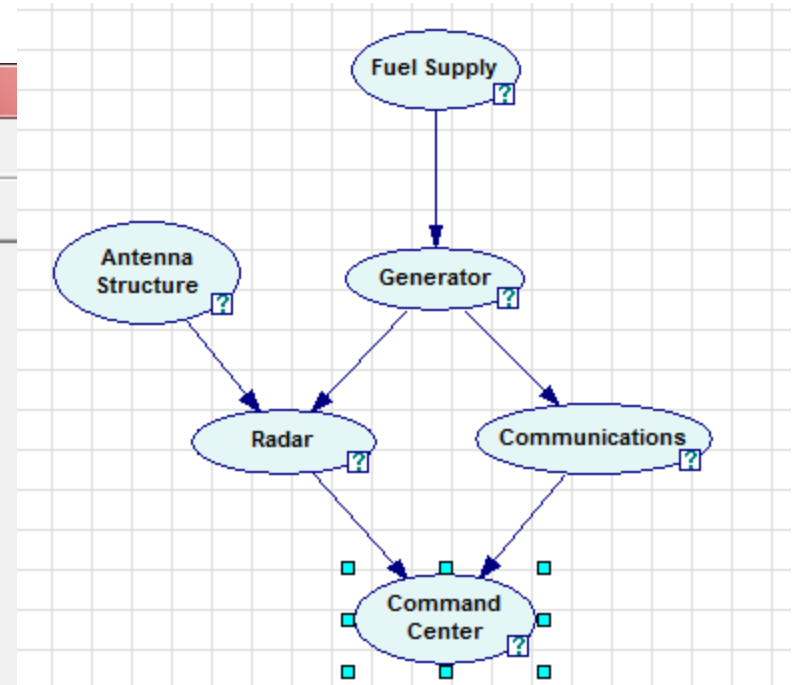 Fuel Supply
?
Antenna
Structure
?
Generator
?
Radar
?
Communications
?
Command
Center
?